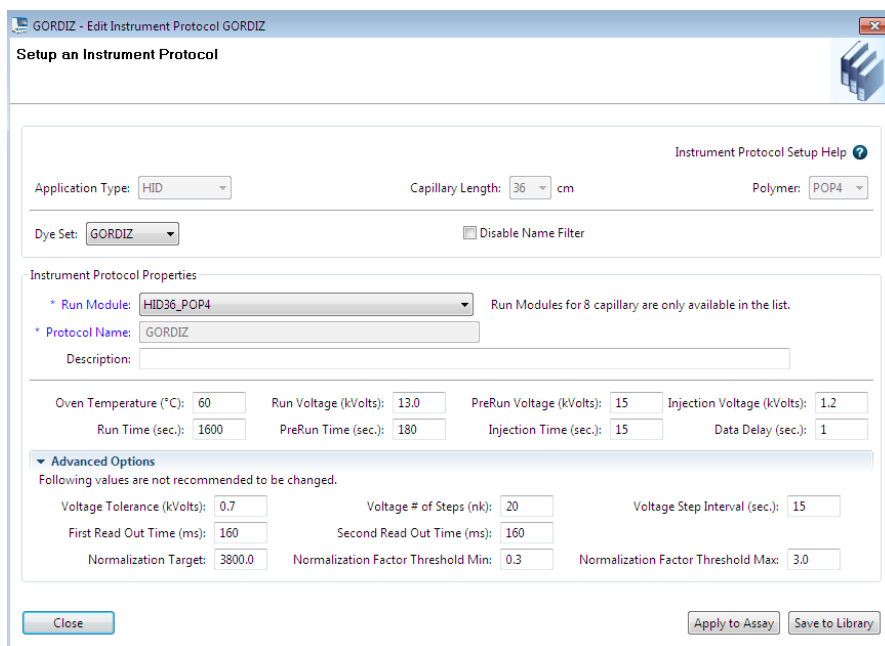 GORDIZ - Edit Instrument Protocol GORDIZ
Setup an Instrument Protocol
Instrument Protocol Setup Help ?
Application Type: HID Capillary Length: 36 cm Polymer: POP4
Dye Set: GORDIZ Disable Name Filter
Instrument Protocol Properties
* Run Module: HID36_POP4 Run Modules for 8 capillary are only available in the list.
* Protocol Name: GORDIZ
Description:
Oven Temperature (°C): 60 Run Voltage (kVolts): 13.0 PreRun Voltage (kVolts): 15 Injection Voltage (kVolts): 1.2
Run Time (sec.): 1600 PreRun Time (sec.): 180 Injection Time (sec.): 15 Data Delay (sec.): 1
Advanced Options
Following values are not recommended to be changed.
Voltage Tolerance (kVolts): 0.7 Voltage # of Steps (nk): 20 Voltage Step Interval (sec.): 15
First Read Out Time (ms): 160 Second Read Out Time (ms): 160
Normalization Target: 3800.0 Normalization Factor Threshold Min: 0.3 Normalization Factor Threshold Max: 3.0
Close Apply to Assay Save to Library